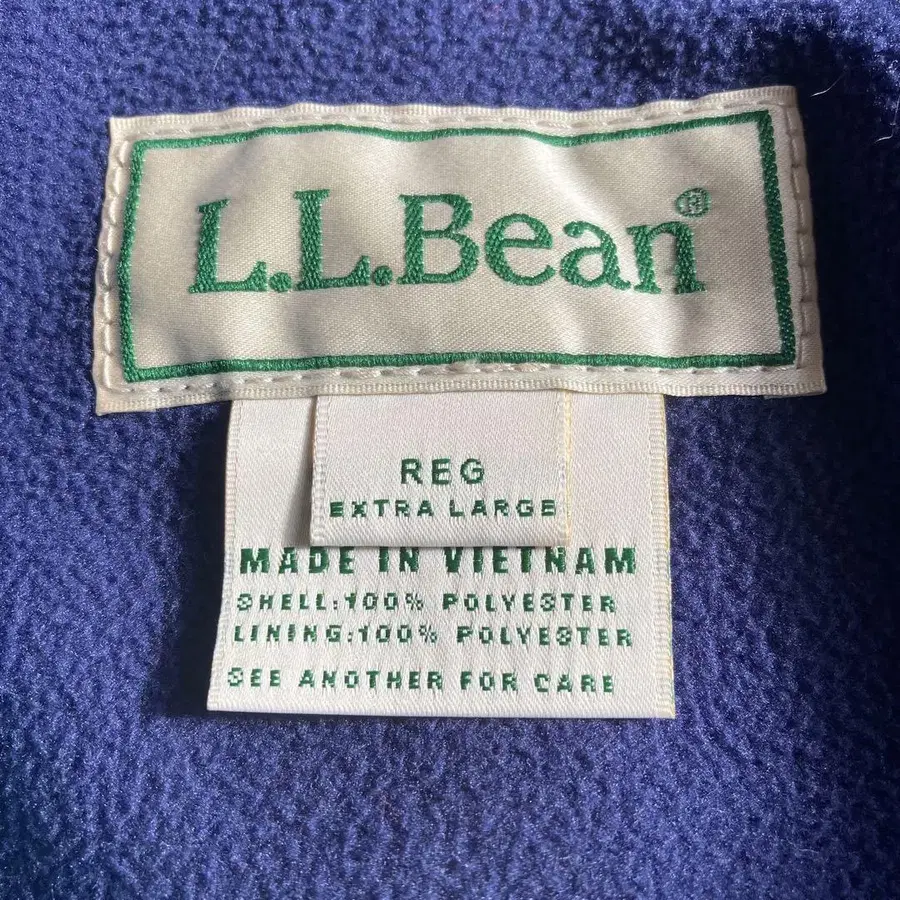 L.L.Bean®
REG
EXTRA LARGE
MADE IN VIETNAM
SHELL:100% POLYESTER
LINING:100% POLYESTER
SEE ANOTHER FOR CARE